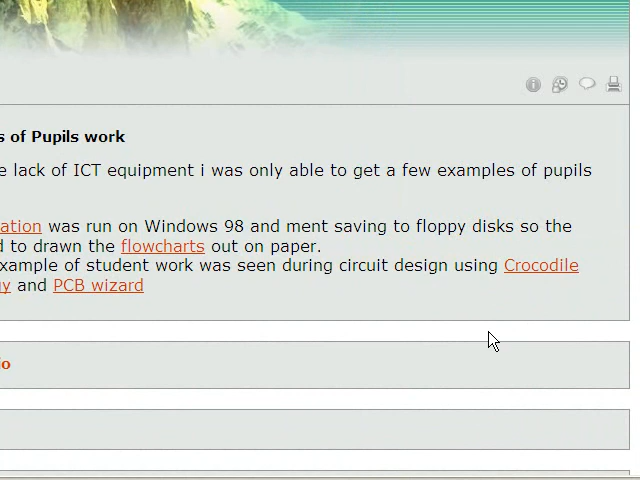 s of Pupils work
e lack of ICT equipment i was only able to get a few examples of pupils
ation was run on Windows 98 and ment saving to floppy disks so the
d to drawn the flowcharts out on paper.
xample of student work was seen during circuit design using Crocodile
gy and PCB wizard
io